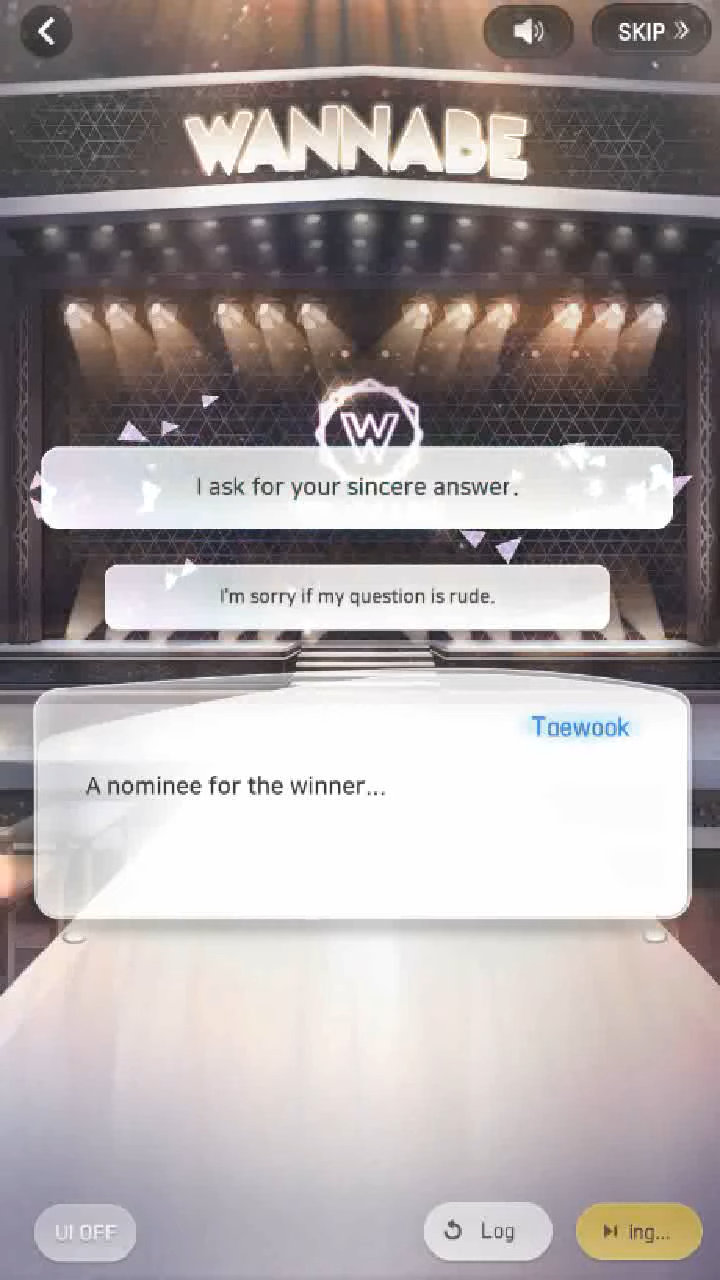 SKIP
WANNABE
W
I ask for your sincere answer.
I'm sorry if my question is rude.
Taewook
A nominee for the winner...
UI OFF
Log
ing...